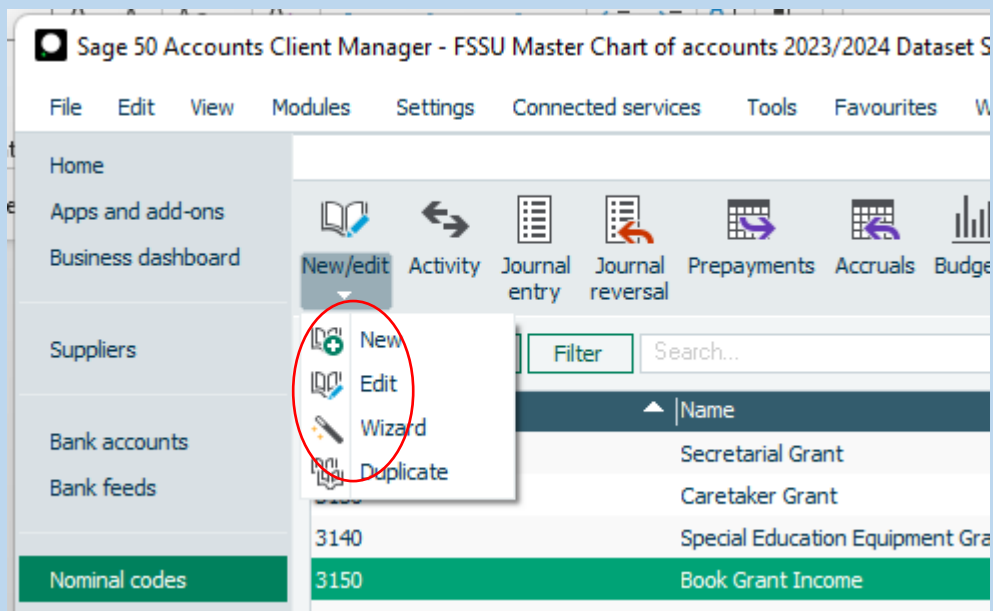 Sage 50 Accounts Client Manager - FSSU Master Chart of accounts 2023/2024 Dataset S
File Edit View Modules Settings Connected services Tools Favourites W
Home
Apps and add-ons
Business dashboard
Suppliers
Bank accounts
Bank feeds
Nominal codes
New/edit Activity Journal entry Journal reversal Prepayments Accruals Budge
New
Edit
Wizard
Duplicate
Filter Search...
Name
Secretarial Grant
Caretaker Grant
3140 Special Education Equipment Gra
3150 Book Grant Income